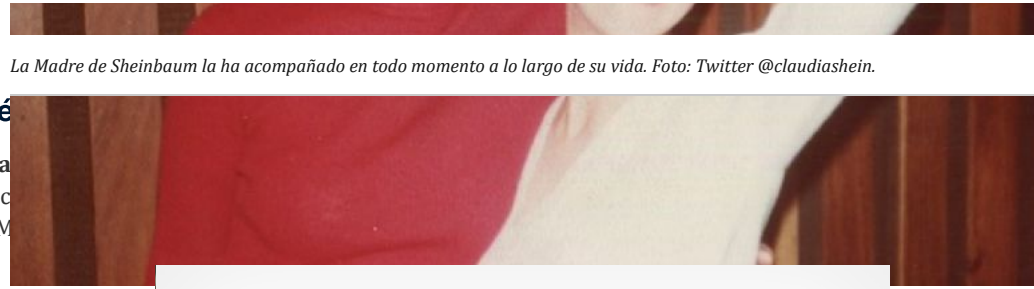 La Madre de Sheinbaum la ha acompañado en todo momento a lo largo de su vida. Foto: Twitter @claudiashein.
é
a
c
M